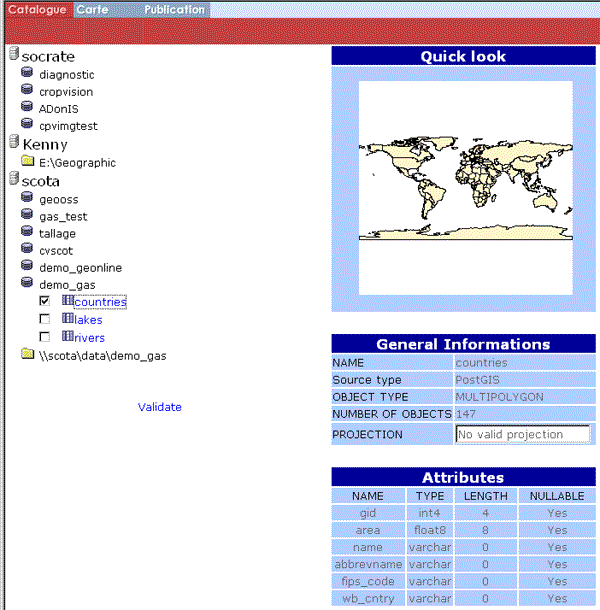 Catalogue Carte Publication
socrate
diagnostic
cropvision
ADonIS
cpvimgtest
Kenny
E:\Geographic
scota
geooss
gas_test
tallage
cvscot
demo_geonline
demo_gas
countries
lakes
rivers
\\scota\data\demo_gas
Validate
Quick look
General Informations
NAME countries
Source type PostGIS
OBJECT TYPE MULTIPOLYGON
NUMBER OF OBJECTS 147
PROJECTION No valid projection
Attributes
NAME TYPE LENGTH NULLABLE
gid int4 4 Yes
area float8 8 Yes
name varchar 0 Yes
abbrevname varchar 0 Yes
fips_code varchar 0 Yes
wb_cntry varchar 0 Yes